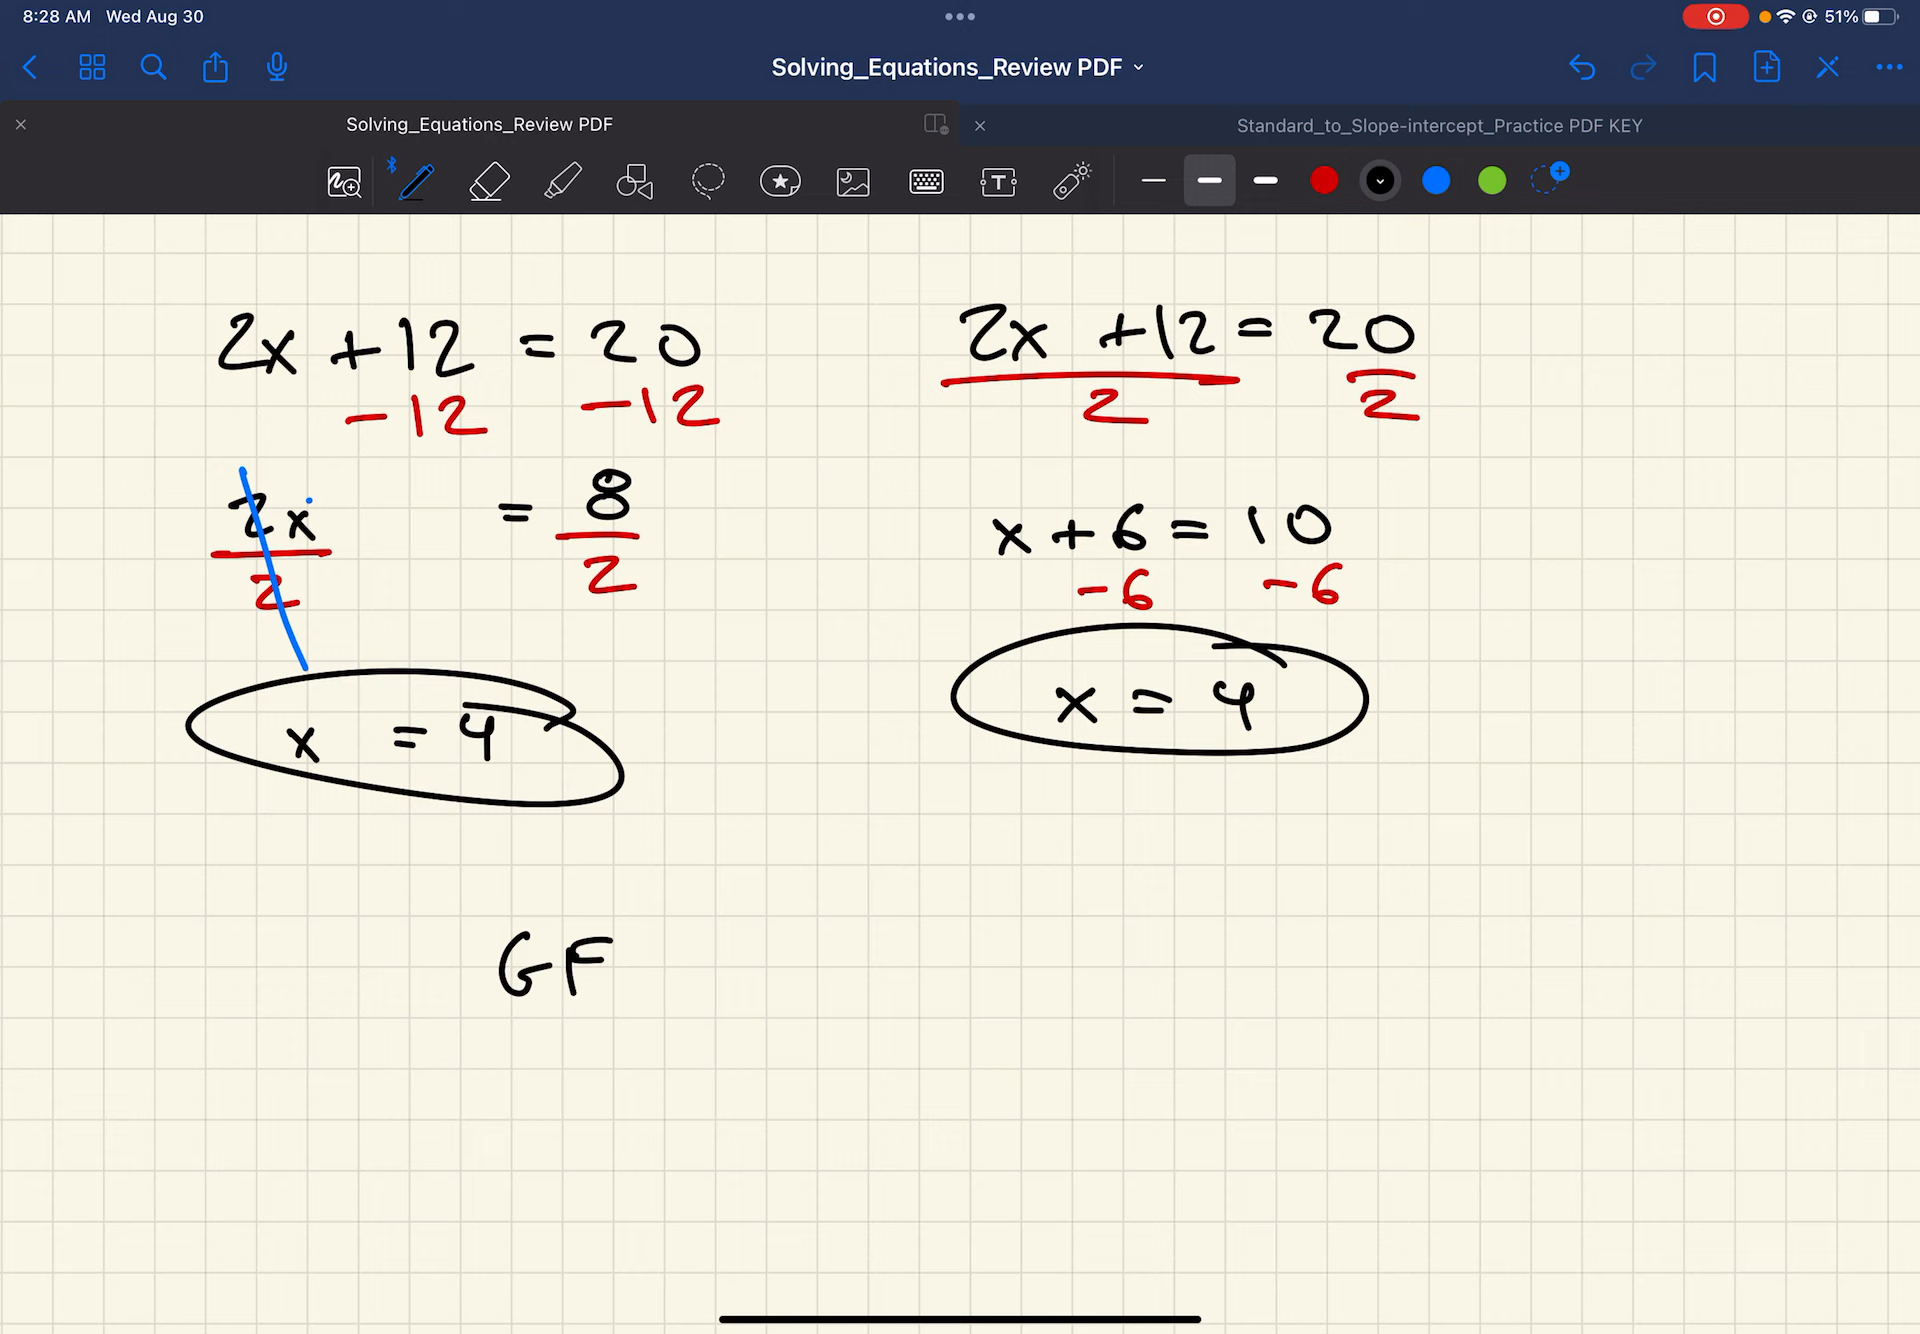 8:28 AM Wed Aug 30
51%
Solving_Equations_Review PDF
Solving_Equations_Review PDF
Standard_to_Slope-intercept_Practice PDF KEY
2x + 12 = 20
- 12 - 12
2x = 8
2 2
x = 4
2x + 12 = 20
2 2
x + 6 = 10
- 6 - 6
x = 4
GF